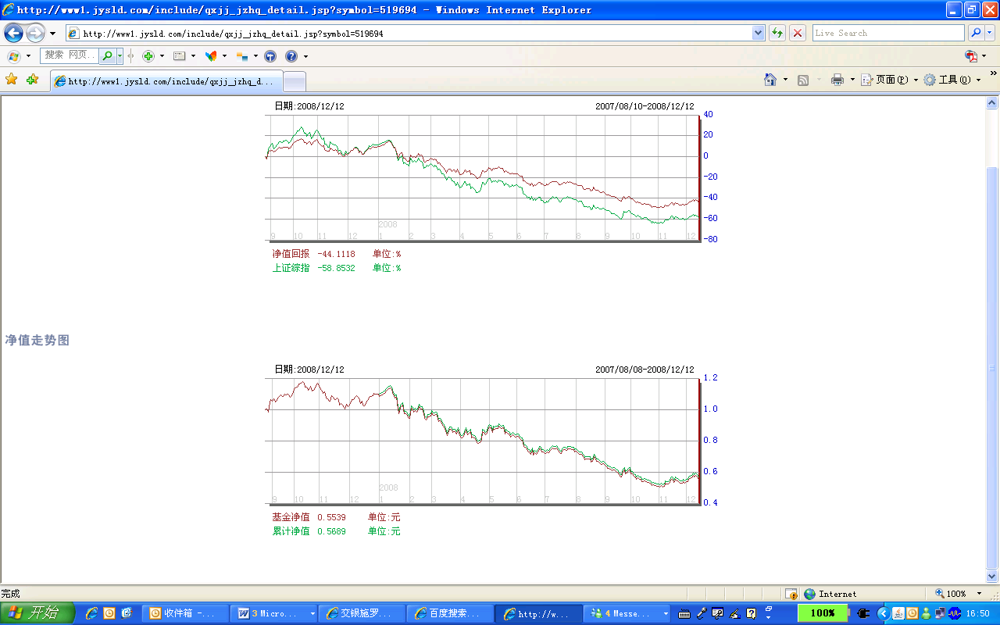 http://www1.jysld.com/include/qxjj_jzhq_detail.jsp?symbol=519694 - Windows Internet Explorer
http://www1.jysld.com/include/qxjj_jzhq_detail.jsp?symbol=519694 Live Search
搜索 网页...
http://www1.jysld.com/include/qxjj_jzhq_d... 页面(P) 工具(O) »
日期:2008/12/12 2007/08/10-2008/12/12
40
20
0
-20
-40
-60
2008
9 10 11 12 1 2 3 4 5 6 7 8 9 10 11 12 -80
净值回报 -44.1118 单位:%
上证综指 -58.8532 单位:%
净值走势图
日期:2008/12/12 2007/08/08-2008/12/12
1.2
1.0
0.8
0.6
2008
9 10 11 12 1 2 3 4 5 6 7 8 9 10 11 12 0.4
基金净值 0.5539 单位:元
累计净值 0.5689 单位:元
完成 Internet 100%
开始 收件箱 -... 3 Micro... 交银施罗... 百度搜索... http://w... 4 Messe... 100% 16:50